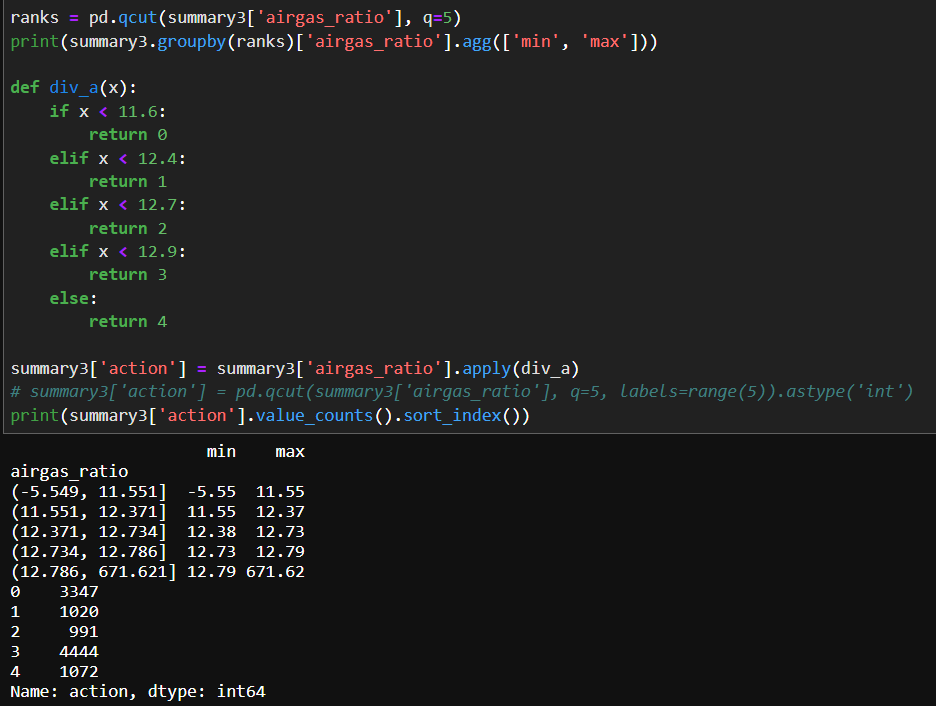 ranks = pd.qcut(summary3['airgas_ratio'], q=5)
print(summary3.groupby(ranks)['airgas_ratio'].agg(['min', 'max']))

def div_a(x):
    if x < 11.6:
        return 0
    elif x < 12.4:
        return 1
    elif x < 12.7:
        return 2
    elif x < 12.9:
        return 3
    else:
        return 4

summary3['action'] = summary3['airgas_ratio'].apply(div_a)
# summary3['action'] = pd.qcut(summary3['airgas_ratio'], q=5, labels=range(5)).astype('int')
print(summary3['action'].value_counts().sort_index())
                    min    max
airgas_ratio
(-5.549, 11.551]  -5.55  11.55
(11.551, 12.371]  11.55  12.37
(12.371, 12.734]  12.38  12.73
(12.734, 12.786]  12.73  12.79
(12.786, 671.621] 12.79 671.62
0    3347
1    1020
2     991
3    4444
4    1072
Name: action, dtype: int64